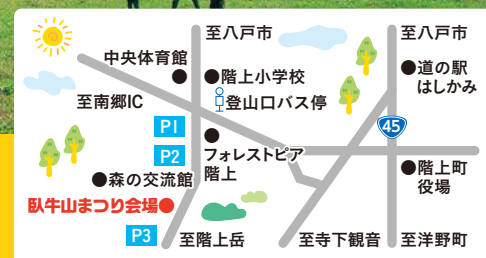 至八戸市
至八戸市
中央体育館
階上小学校
道の駅
はしかみ
至南郷IC
登山口バス停
P1
45
P2
フォレストピア
階上
森の交流館
階上町
役場
臥牛山まつり会場
P3
至階上岳
至寺下観音
至洋野町